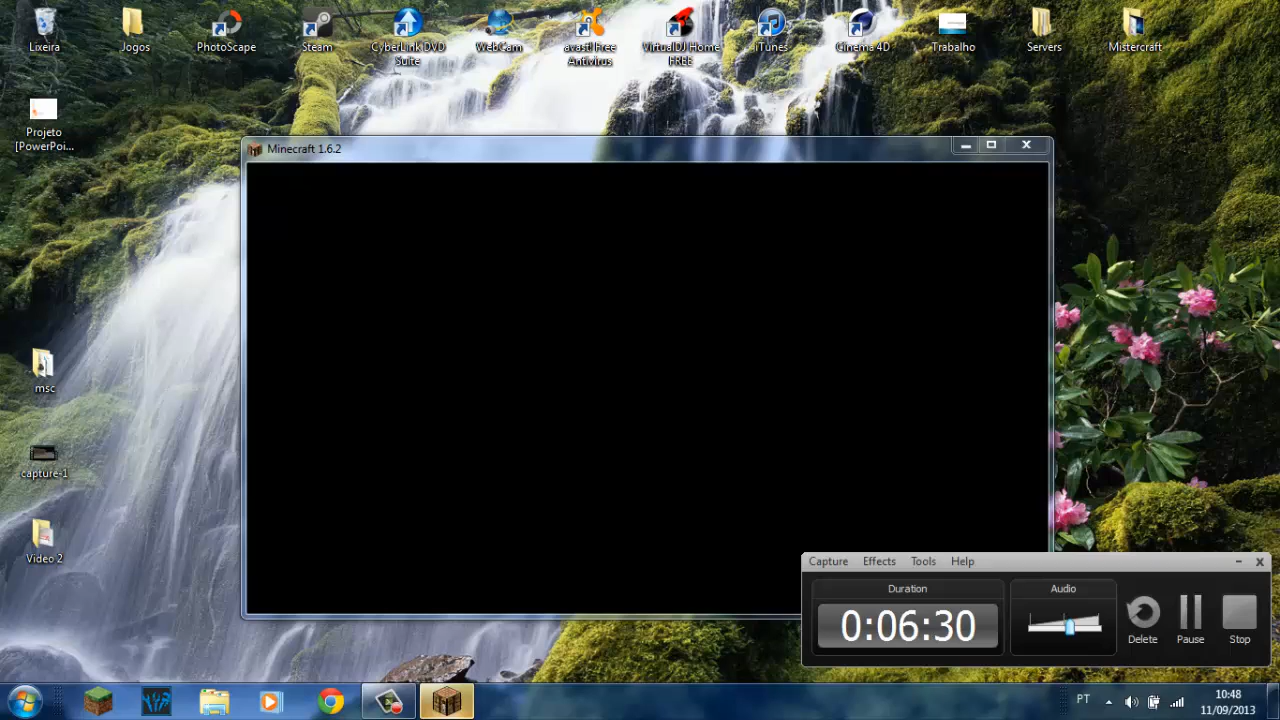 Lixeira
Jogos
PhotoScape
Steam
CyberLink DVD
Suite
WebCam
avast! Free
Antivirus
VirtualDJ Home
FREE
iTunes
Cinema 4D
Trabalho
Servers
Mistercraft
Projeto
[PowerPoi...
Minecraft 1.6.2
msc
capture-1
Video 2
Capture Effects Tools Help
Duration
Audio
0:06:30
Delete
Pause
Stop
PT
10:48
11/09/2013